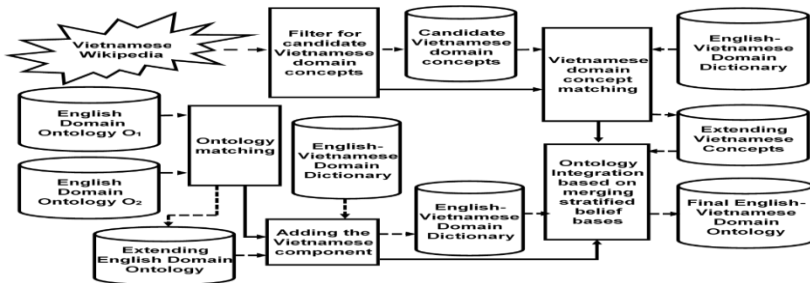 Vietnamese
Wikipedia
Filter for
candidate
Vietnamese
domain
concepts
Candidate
Vietnamese
domain
concepts
Vietnamese
domain
concept
matching
English-
Vietnamese
Domain
Dictionary
English
Domain
Ontology O₁
Ontology
matching
English-
Vietnamese
Domain
Dictionary
Extending
Vietnamese
Concepts
English
Domain
Ontology O₂
Ontology
Integration
based on
merging
stratified
belief
bases
Extending
English Domain
Ontology
Adding the
Vietnamese
component
English-
Vietnamese
Domain
Dictionary
Final English-
Vietnamese
Domain
Ontology